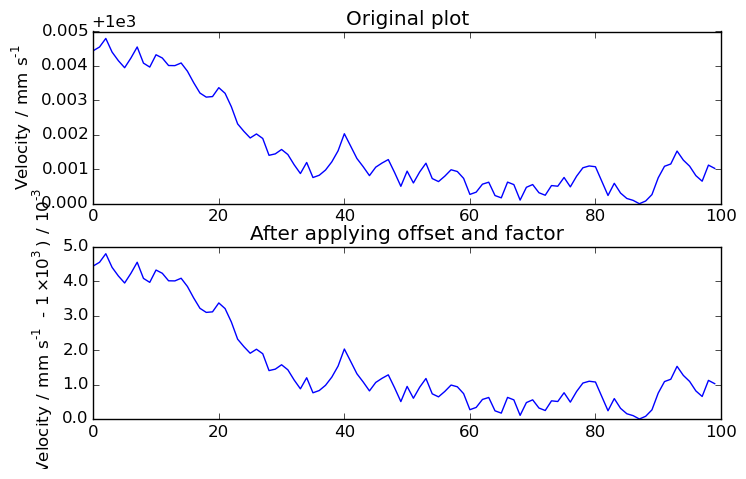 Original plot
+1e3
0.005
0.004
0.003
0.002
0.001
0.000
Velocity / mm s⁻¹
0 20 40 60 80 100
After applying offset and factor
5.0
4.0
3.0
2.0
1.0
0.0
Velocity / mm s⁻¹ - 1 ×10³ ) / 10⁻³
0 20 40 60 80 100